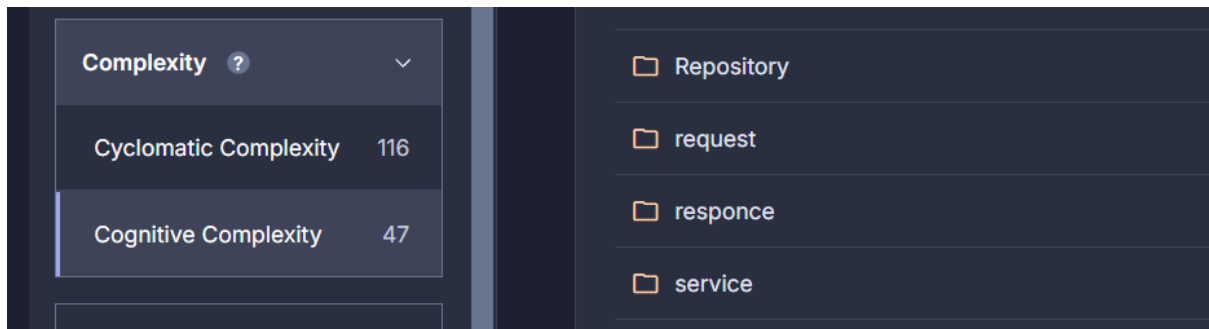 Complexity ?
Cyclomatic Complexity 116
Cognitive Complexity 47
Repository
request
responce
service